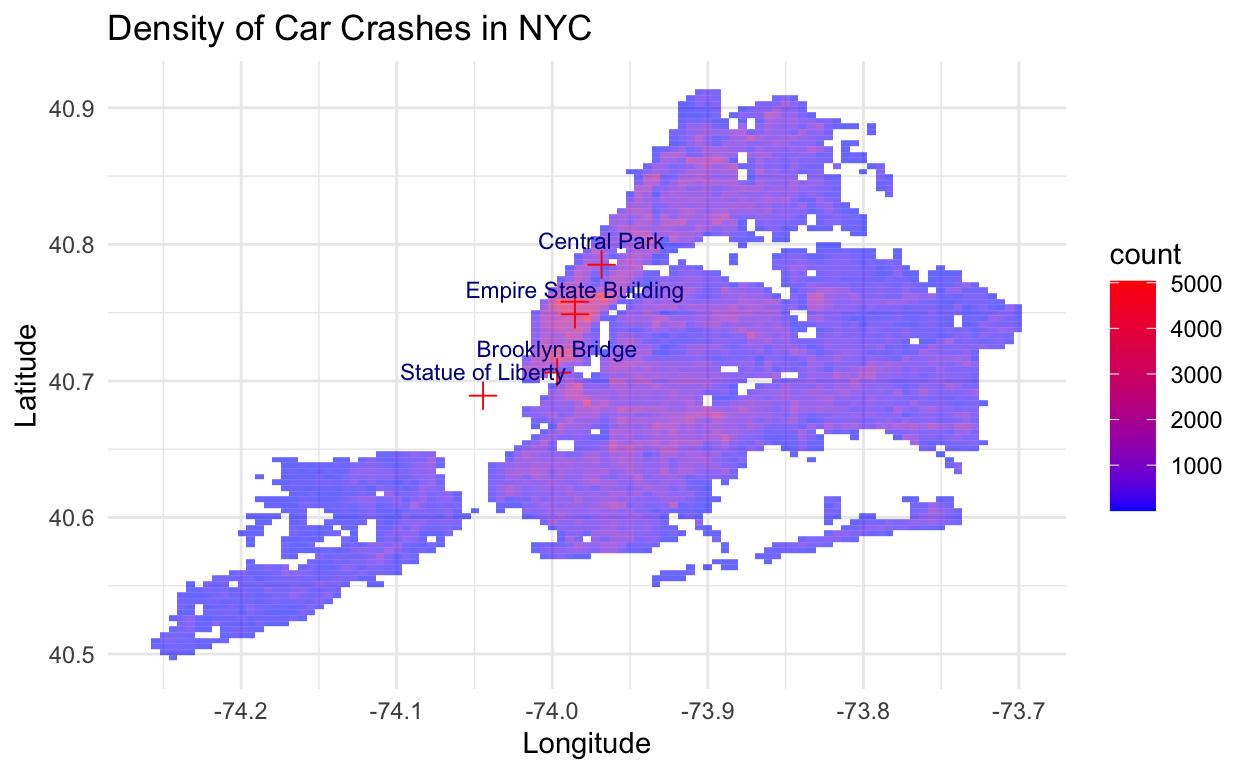 Density of Car Crashes in NYC
40.9
40.8
40.7
40.6
40.5
Latitude
Central Park
Empire State Building
Brooklyn Bridge
Statue of Liberty
-74.2
-74.1
-74.0
-73.9
-73.8
-73.7
Longitude
count
5000
4000
3000
2000
1000